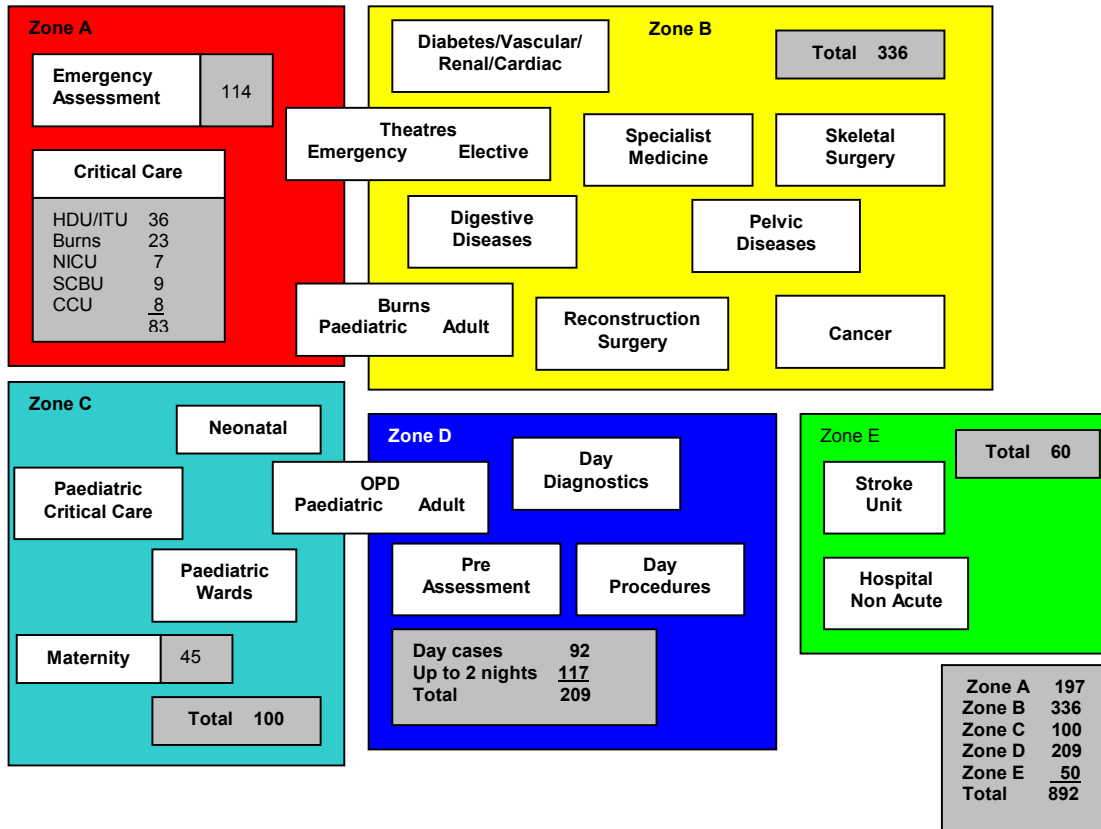 Zone A
Emergency
Assessment
114
Critical Care
HDU/ITU 36
Burns 23
NICU 7
SCBU 9
CCU 8
83
Zone B
Diabetes/Vascular/
Renal/Cardiac
Total 336
Theatres
Emergency Elective
Specialist
Medicine
Skeletal
Surgery
Digestive
Diseases
Pelvic
Diseases
Burns
Paediatric Adult
Reconstruction
Surgery
Cancer
Zone C
Neonatal
Paediatric
Critical Care
OPD
Paediatric Adult
Paediatric
Wards
Maternity 45
Total 100
Zone D
Day
Diagnostics
Pre
Assessment
Day
Procedures
Day cases 92
Up to 2 nights 117
Total 209
Zone E
Total 60
Stroke
Unit
Hospital
Non Acute
Zone A 197
Zone B 336
Zone C 100
Zone D 209
Zone E 50
Total 892